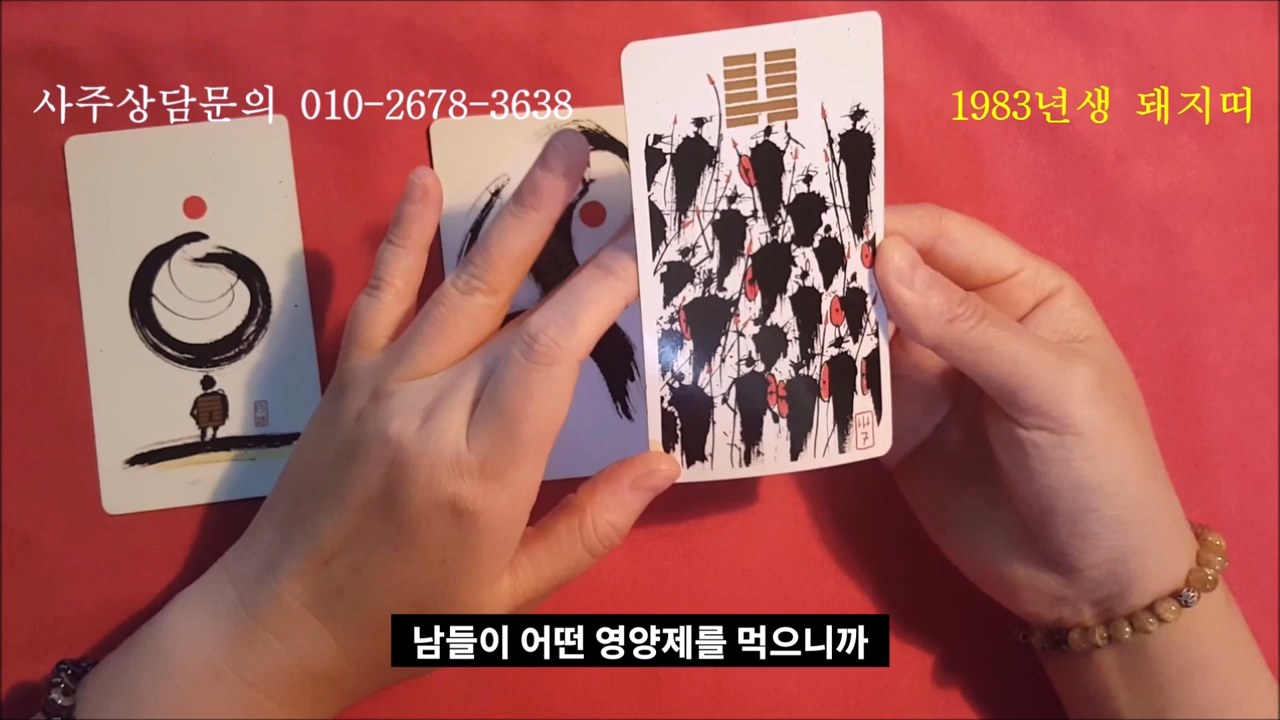 사주상담문의 010-2678-3638
1983년생 돼지띠
7
남들이 어떤 영양제를 먹으니까